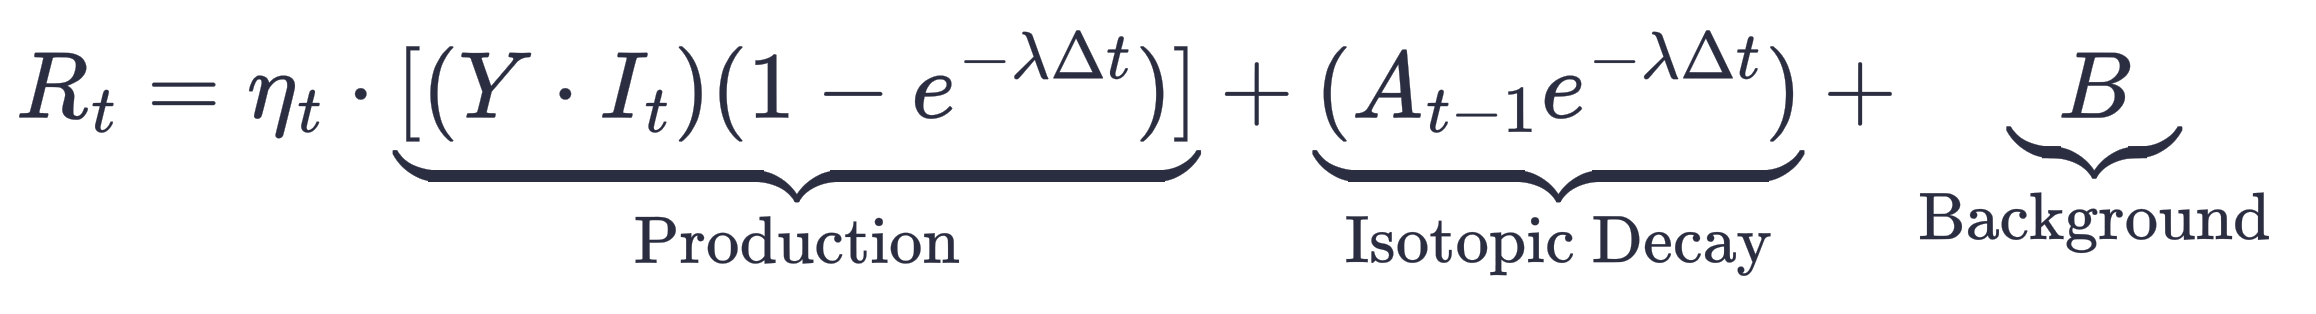 R_t = η_t · [(Y · I_t)(1 − e^{−λΔt})] + (A_{t−1}e^{−λΔt}) + B
Production Isotopic Decay Background